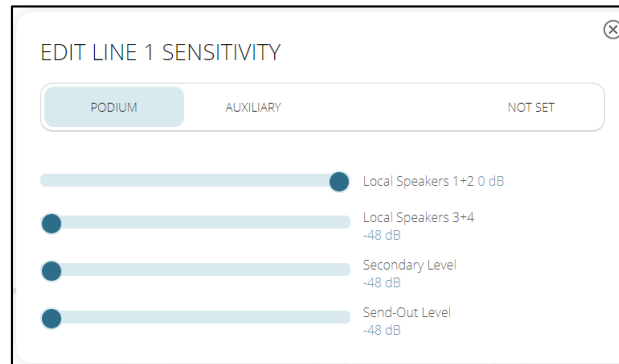 EDIT LINE 1 SENSITIVITY
PODIUM AUXILIARY NOT SET
Local Speakers 1+2 0 dB
Local Speakers 3+4
-48 dB
Secondary Level
-48 dB
Send-Out Level
-48 dB